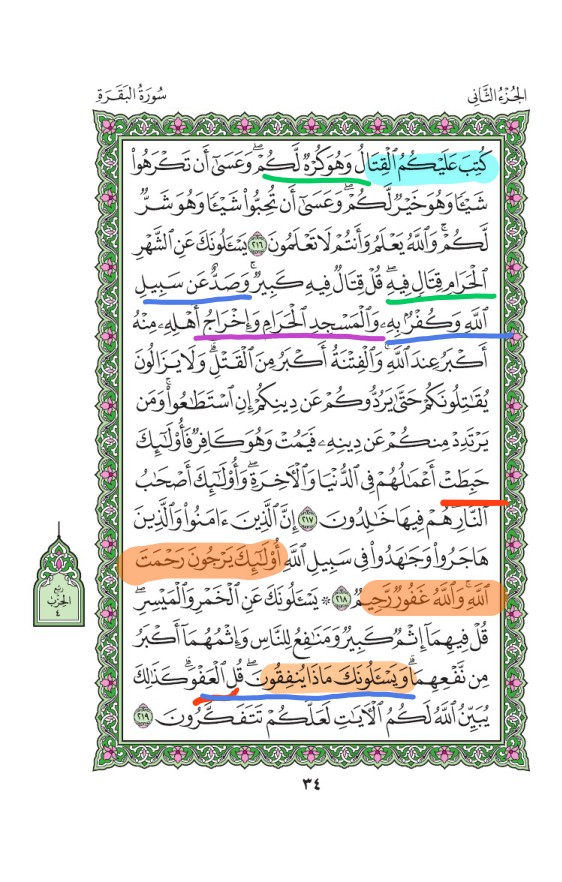 الجُزْءُ الثَّانِي
سُورَةُ البَقَرَةِ
كُتِبَ عَلَيْكُمُ ٱلْقِتَالُ وَهُوَ كُرْهٌ لَّكُمْ ۖ وَعَسَىٰٓ أَن تَكْرَهُوا۟
شَيْـًٔا وَهُوَ خَيْرٌ لَّكُمْ ۖ وَعَسَىٰٓ أَن تُحِبُّوا۟ شَيْـًٔا وَهُوَ شَرٌّ
لَّكُمْ ۗ وَٱللَّهُ يَعْلَمُ وَأَنتُمْ لَا تَعْلَمُونَ ٢١٦ يَسْـَٔلُونَكَ عَنِ ٱلشَّهْرِ
ٱلْحَرَامِ قِتَالٍ فِيهِ ۖ قُلْ قِتَالٌ فِيهِ كَبِيرٌ ۖ وَصَدٌّ عَن سَبِيلِ
ٱللَّهِ وَكُفْرٌۢ بِهِۦ وَٱلْمَسْجِدِ ٱلْحَرَامِ وَإِخْرَاجُ أَهْلِهِۦ مِنْهُ
أَكْبَرُ عِندَ ٱللَّهِ ۚ وَٱلْفِتْنَةُ أَكْبَرُ مِنَ ٱلْقَتْلِ ۗ وَلَا يَزَالُونَ
يُقَـٰتِلُونَكُمْ حَتَّىٰ يَرُدُّوكُمْ عَن دِينِكُمْ إِنِ ٱسْتَطَـٰعُوا۟ ۚ وَمَن
يَرْتَدِدْ مِنكُمْ عَن دِينِهِۦ فَيَمُتْ وَهُوَ كَافِرٌ فَأُو۟لَـٰٓئِكَ
حَبِطَتْ أَعْمَـٰلُهُمْ فِى ٱلدُّنْيَا وَٱلْـَٔاخِرَةِ ۖ وَأُو۟لَـٰٓئِكَ أَصْحَـٰبُ
ٱلنَّارِ ۖ هُمْ فِيهَا خَـٰلِدُونَ ٢١٧ إِنَّ ٱلَّذِينَ ءَامَنُوا۟ وَٱلَّذِينَ
هَاجَرُوا۟ وَجَـٰهَدُوا۟ فِى سَبِيلِ ٱللَّهِ أُو۟لَـٰٓئِكَ يَرْجُونَ رَحْمَتَ
ٱللَّهِ ۚ وَٱللَّهُ غَفُورٌ رَّحِيمٌ ٢١٨ ۞ يَسْـَٔلُونَكَ عَنِ ٱلْخَمْرِ وَٱلْمَيْسِرِ ۖ
قُلْ فِيهِمَآ إِثْمٌ كَبِيرٌ وَمَنَـٰفِعُ لِلنَّاسِ وَإِثْمُهُمَآ أَكْبَرُ
مِن نَّفْعِهِمَا ۗ وَيَسْـَٔلُونَكَ مَاذَا يُنفِقُونَ ۖ قُلِ ٱلْعَفْوَ ۗ كَذَٰلِكَ
يُبَيِّنُ ٱللَّهُ لَكُمُ ٱلْـَٔايَـٰتِ لَعَلَّكُمْ تَتَفَكَّرُونَ ٢١٩
ربع
الحزب
٤
٣٤